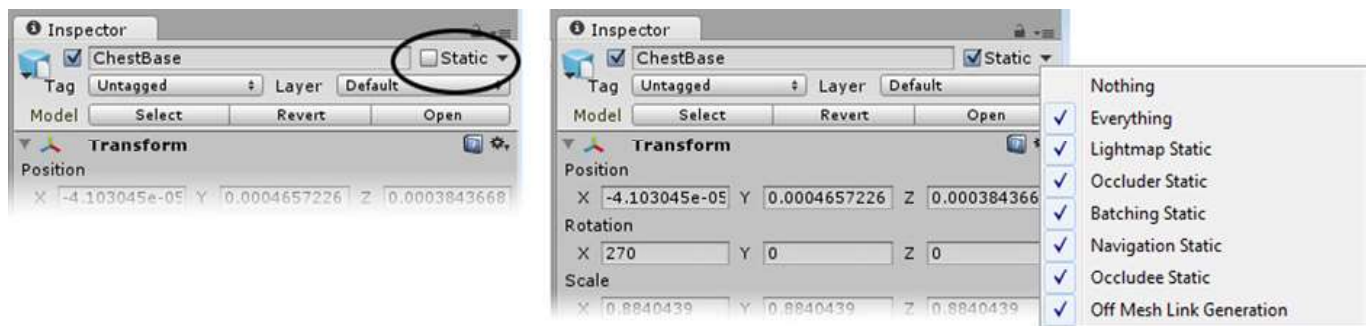 Inspector
ChestBase Static
Tag Untagged Layer Default
Model Select Revert Open
Transform
Position
X -4.103045e-05 Y 0.0004657226 Z 0.0003843668
Inspector
ChestBase Static
Tag Untagged Layer Default
Model Select Revert Open
Transform
Position
X -4.103045e-05 Y 0.0004657226 Z 0.000384366
Rotation
X 270 Y 0 Z 0
Scale
X 0.8840439 Y 0.8840439 Z 0.8840439
Nothing
Everything
Lightmap Static
Occluder Static
Batching Static
Navigation Static
Occludee Static
Off Mesh Link Generation